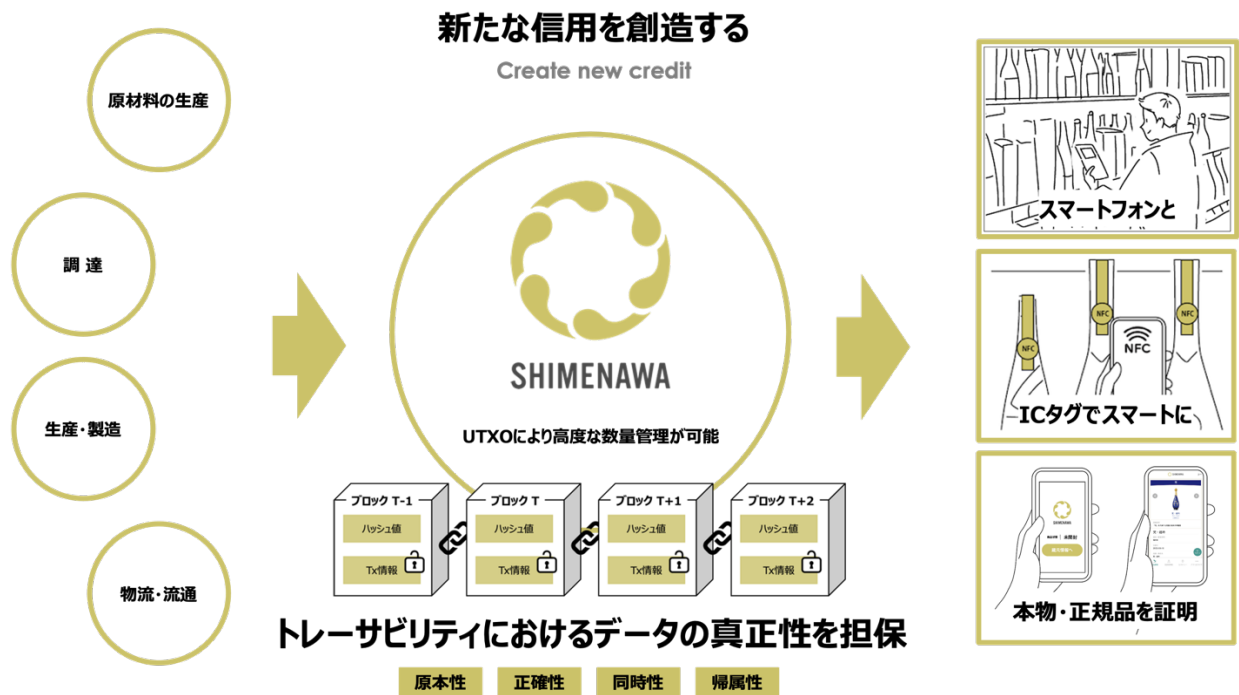 新たな信用を創造する
Create new credit
原材料の生産
調 達
生産・製造
物流・流通
SHIMENAWA
UTXOにより高度な数量管理が可能
ブロック T-1
ハッシュ値
Tx情報
ブロック T
ハッシュ値
Tx情報
ブロック T+1
ハッシュ値
Tx情報
ブロック T+2
ハッシュ値
Tx情報
トレーサビリティにおけるデータの真正性を担保
原本性
正確性
同時性
帰属性
スマートフォンと
NFC
NFC
NFC
NFC
ICタグでスマートに
SHIMENAWA
本物・正規品を証明